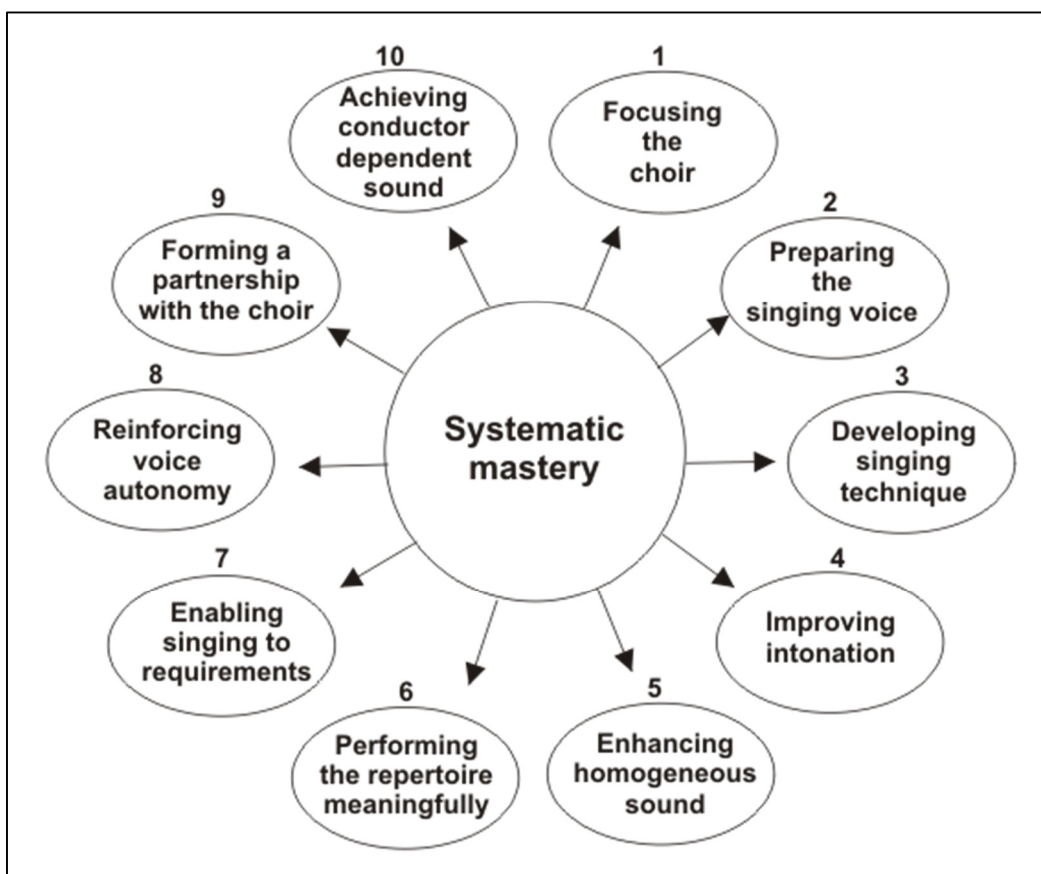 10
Achieving
conductor
dependent
sound
1
Focusing
the
choir
9
Forming a
partnership
with the choir
2
Preparing
the
singing voice
8
Reinforcing
voice
autonomy
Systematic
mastery
3
Developing
singing
technique
7
Enabling
singing to
requirements
4
Improving
intonation
6
Performing
the repertoire
meaningfully
5
Enhancing
homogeneous
sound